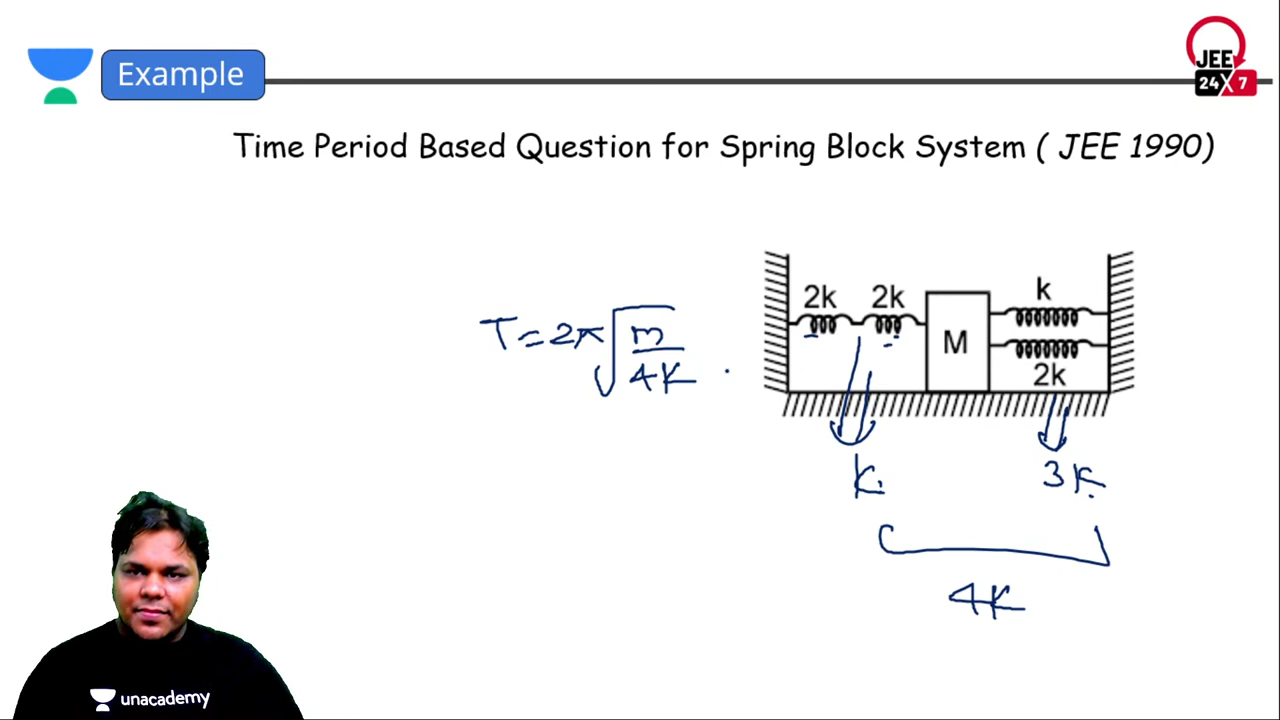 Example
JEE
24X7
Time Period Based Question for Spring Block System ( JEE 1990)
2k 2k k
M
2k
T=2π√m/4K
K 3K
4K
unacademy